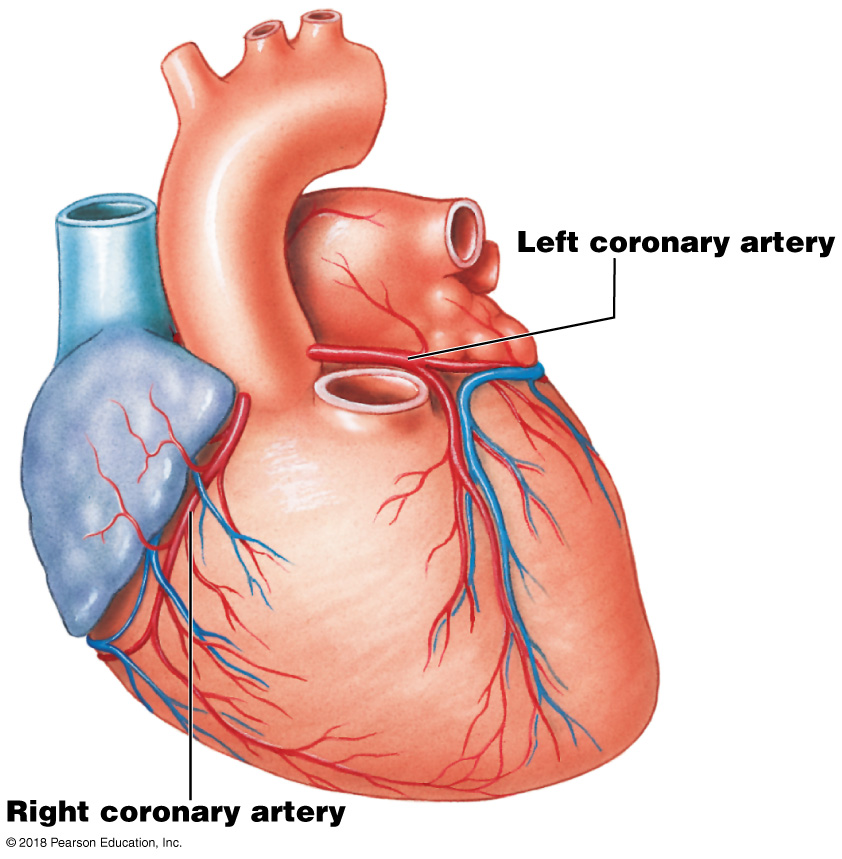 Left coronary artery
Right coronary artery
© 2018 Pearson Education, Inc.